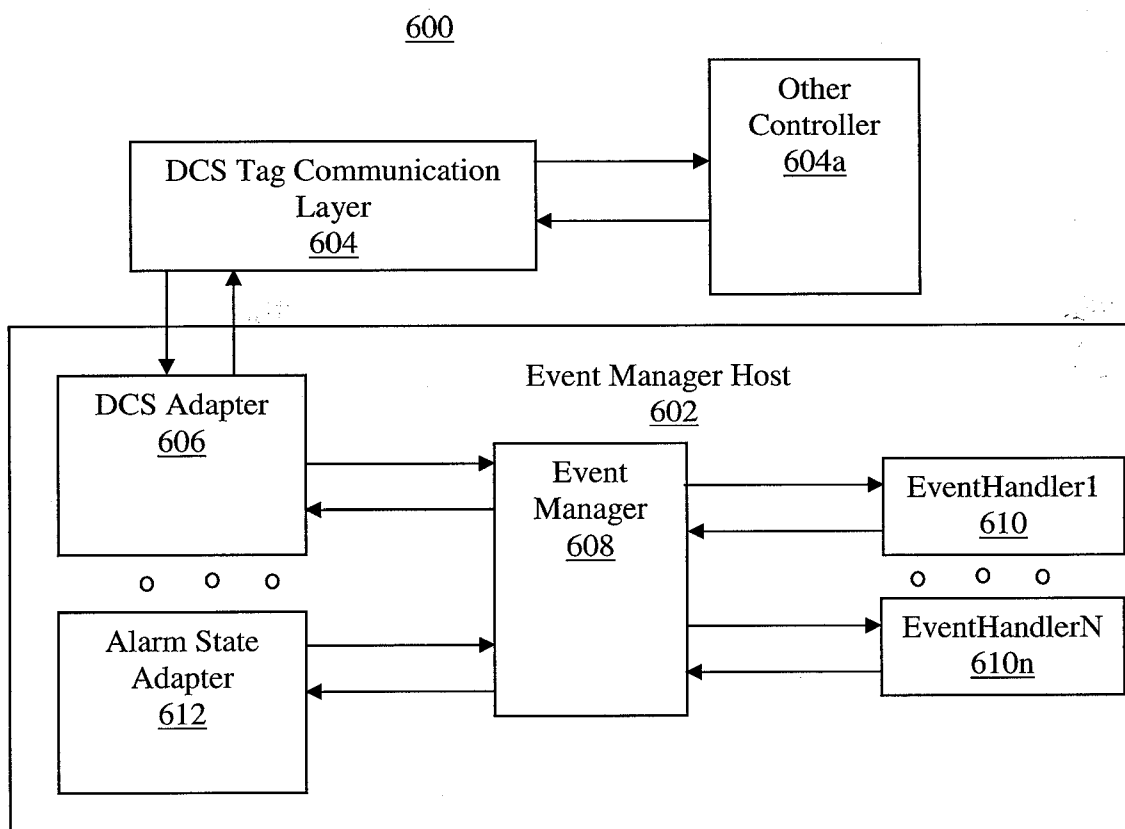 600
Other
Controller
604a
DCS Tag Communication
Layer
604
Event Manager Host
602
DCS Adapter
606
Event
Manager
608
EventHandler1
610
EventHandlerN
610n
Alarm State
Adapter
612